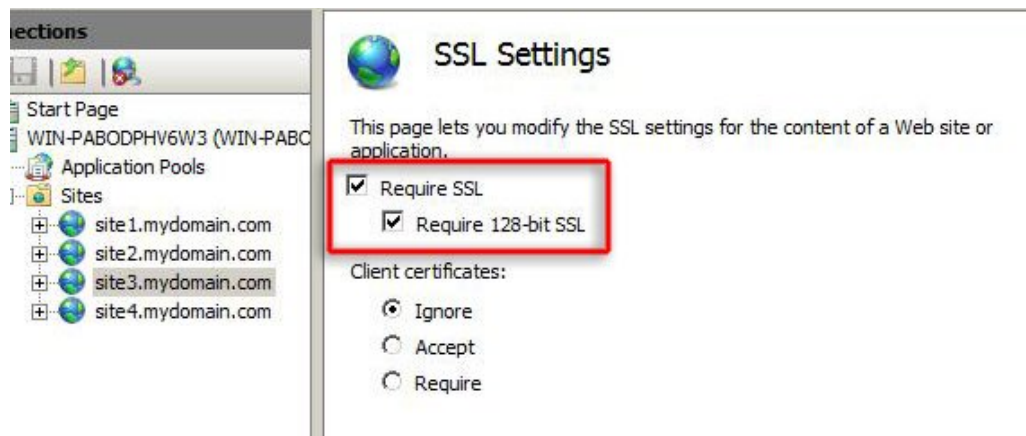 ections
Start Page
WIN-PABODPHV6W3 (WIN-PABO
Application Pools
Sites
site1.mydomain.com
site2.mydomain.com
site3.mydomain.com
site4.mydomain.com
SSL Settings
This page lets you modify the SSL settings for the content of a Web site or
application.
Require SSL
Require 128-bit SSL
Client certificates:
Ignore
Accept
Require